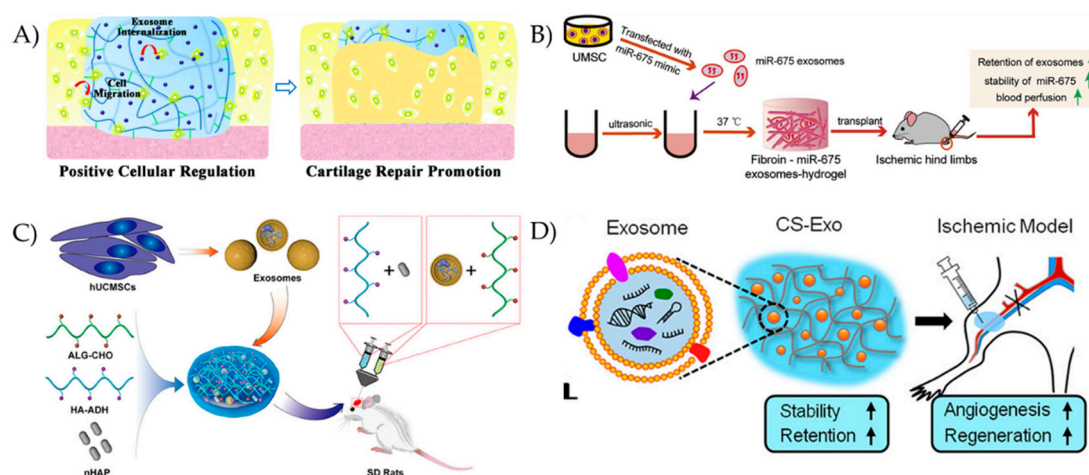 A)
Exosome
Internalization
Cell
Migration
Positive Cellular Regulation
Cartilage Repair Promotion
B)
UMSC
Transfected with
miR-675 mimic
miR-675 exosomes
ultrasonic
37 ℃
transplant
Fibroin - miR-675
exosomes-hydrogel
Ischemic hind limbs
Retention of exosomes
stability of miR-675
blood perfusion
C)
hUCMSCs
Exosomes
ALG-CHO
HA-ADH
nHAP
+
+
SD Rats
D)
Exosome
CS-Exo
Ischemic Model
L
Stability
Retention
Angiogenesis
Regeneration